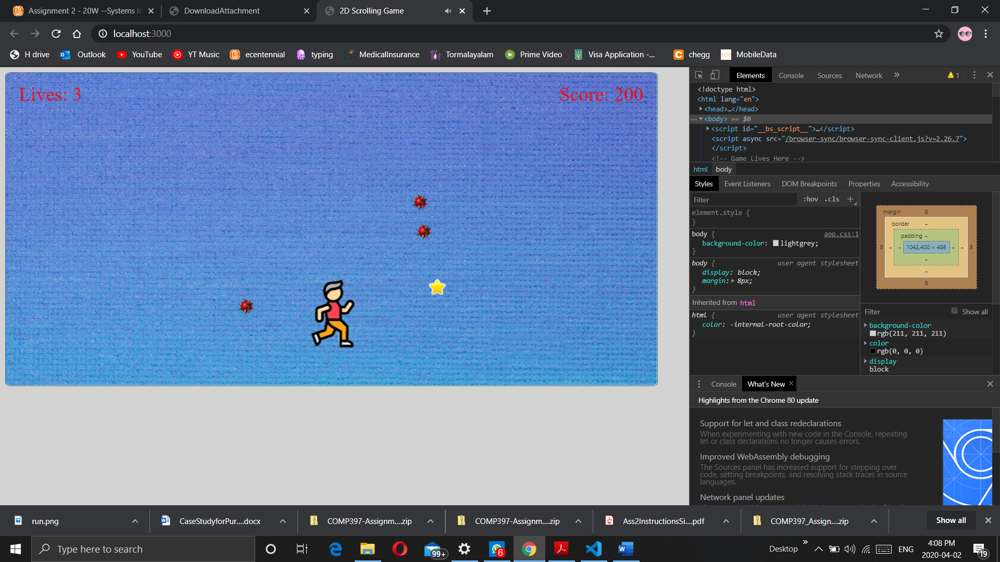 Assignment 2 - 20W --Systems In
DownloadAttachment
2D Scrolling Game
localhost:3000
H drive
Outlook
YouTube
YT Music
ecentennial
typing
MedicalInsurance
Tormalayalam
Prime Video
Visa Application -...
chegg
MobileData
Lives: 3
Score: 200
Elements
Console
Sources
Network
1
<!doctype html>
<html lang="en">
<head>…</head>
<body> == $0
<script id="__bs_script__">…</script>
<script async src="/browser-sync/browser-sync-client.js?v=2.26.7">
</script>
<!-- Game Lives Here -->
html body
Styles
Event Listeners
DOM Breakpoints
Properties
Accessibility
Filter
:hov .cls
element.style {
}
body {
app.css:1
background-color: lightgrey;
}
body {
user agent stylesheet
display: block;
margin: 8px;
}
Inherited from html
html {
user agent stylesheet
color: -internal-root-color;
}
margin 8
border –
padding –
8 – – 1042.400 × 486 – – 8
–
–
8
Filter
Show all
background-color
rgb(211, 211, 211)
color
rgb(0, 0, 0)
display
block
Console
What's New
Highlights from the Chrome 80 update
Support for let and class redeclarations
When experimenting with new code in the Console, repeating
let or class declarations no longer causes errors.
Improved WebAssembly debugging
The Sources panel has increased support for stepping over
code, setting breakpoints, and resolving stack traces in source
languages.
Network panel updates
run.png
CaseStudyforPur....docx
COMP397-Assignm....zip
COMP397-Assignm....zip
Ass2InstructionsSi....pdf
COMP397_Assign....zip
Show all
Type here to search
99+
6
Desktop
ENG
4:08 PM
2020-04-02
19